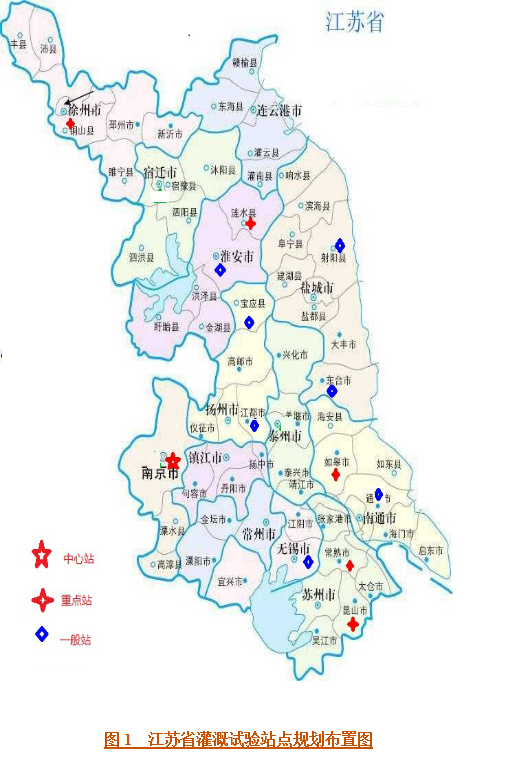 江苏省
丰县
沛县
赣榆县
徐州市
铜山县
邳州市
新沂市
东海县
连云港市
睢宁县
宿迁市
宿豫县
沭阳县
灌云县
灌南县
响水县
泗阳县
涟水县
滨海县
阜宁县
射阳县
泗洪县
淮安市
建湖县
盐城市
盐都县
洪泽县
盱眙县
金湖县
宝应县
大丰市
高邮市
兴化市
东台市
扬州市
江都市
仪征市
姜堰市
泰州市
海安县
南京市
镇江市
扬中市
泰兴市
靖江市
如皋市
如东县
句容市
丹阳市
南通市
海门市
启东市
溧水县
金坛市
常州市
江阴市
张家港市
高淳县
溧阳市
无锡市
常熟市
太仓市
宜兴市
苏州市
昆山市
吴江市
中心站
重点站
一般站
图 1 江苏省灌溉试验站点规划布置图